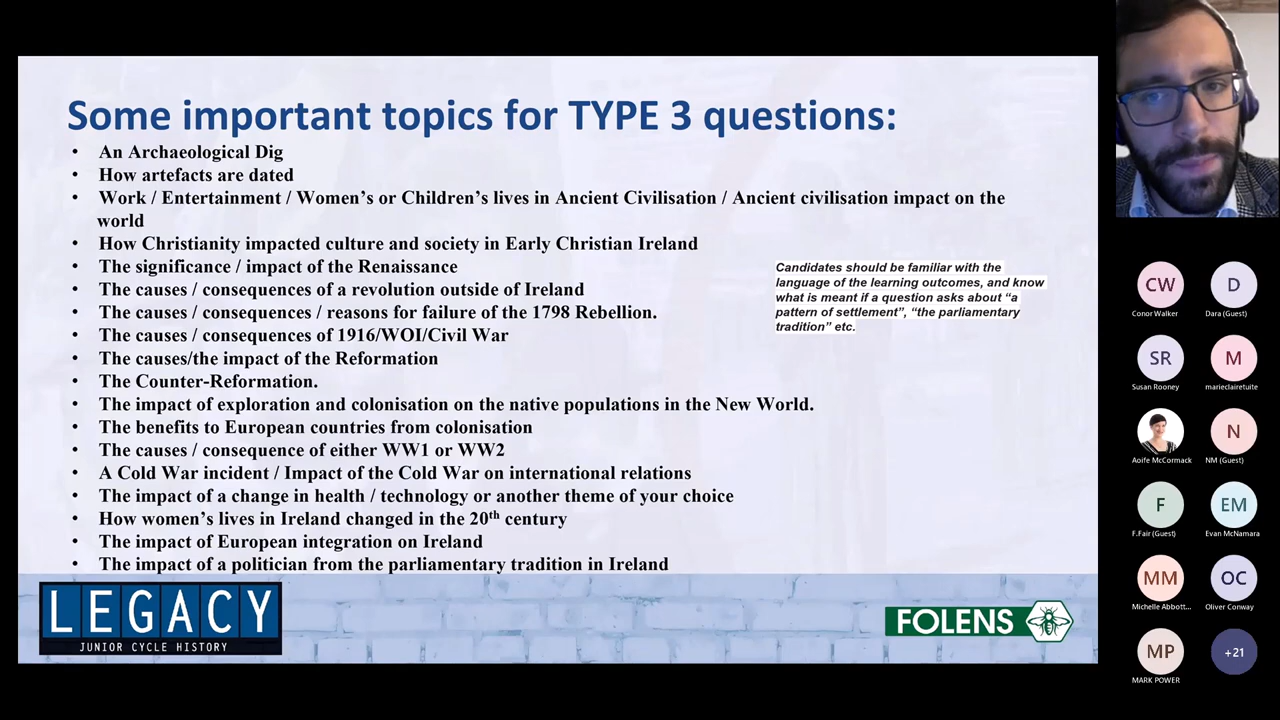 Some important topics for TYPE 3 questions:
• An Archaeological Dig
• How artefacts are dated
• Work / Entertainment / Women's or Children's lives in Ancient Civilisation / Ancient civilisation impact on the
world
• How Christianity impacted culture and society in Early Christian Ireland
• The significance / impact of the Renaissance
• The causes / consequences of a revolution outside of Ireland
• The causes / consequences / reasons for failure of the 1798 Rebellion.
• The causes / consequences of 1916/WOI/Civil War
• The causes/the impact of the Reformation
• The Counter-Reformation.
• The impact of exploration and colonisation on the native populations in the New World.
• The benefits to European countries from colonisation
• The causes / consequence of either WW1 or WW2
• A Cold War incident / Impact of the Cold War on international relations
• The impact of a change in health / technology or another theme of your choice
• How women's lives in Ireland changed in the 20th century
• The impact of European integration on Ireland
• The impact of a politician from the parliamentary tradition in Ireland
Candidates should be familiar with the
language of the learning outcomes, and know
what is meant if a question asks about “a
pattern of settlement”, “the parliamentary
tradition” etc.
LEGACY
JUNIOR CYCLE HISTORY
FOLENS
CW
Conor Walker
D
Dara (Guest)
SR
Susan Rooney
M
marieclairetuite
Aoife McCormack
N
NM (Guest)
F
F.Fair (Guest)
EM
Evan McNamara
MM
Michelle Abbott...
OC
Oliver Conway
MP
MARK POWER
+21